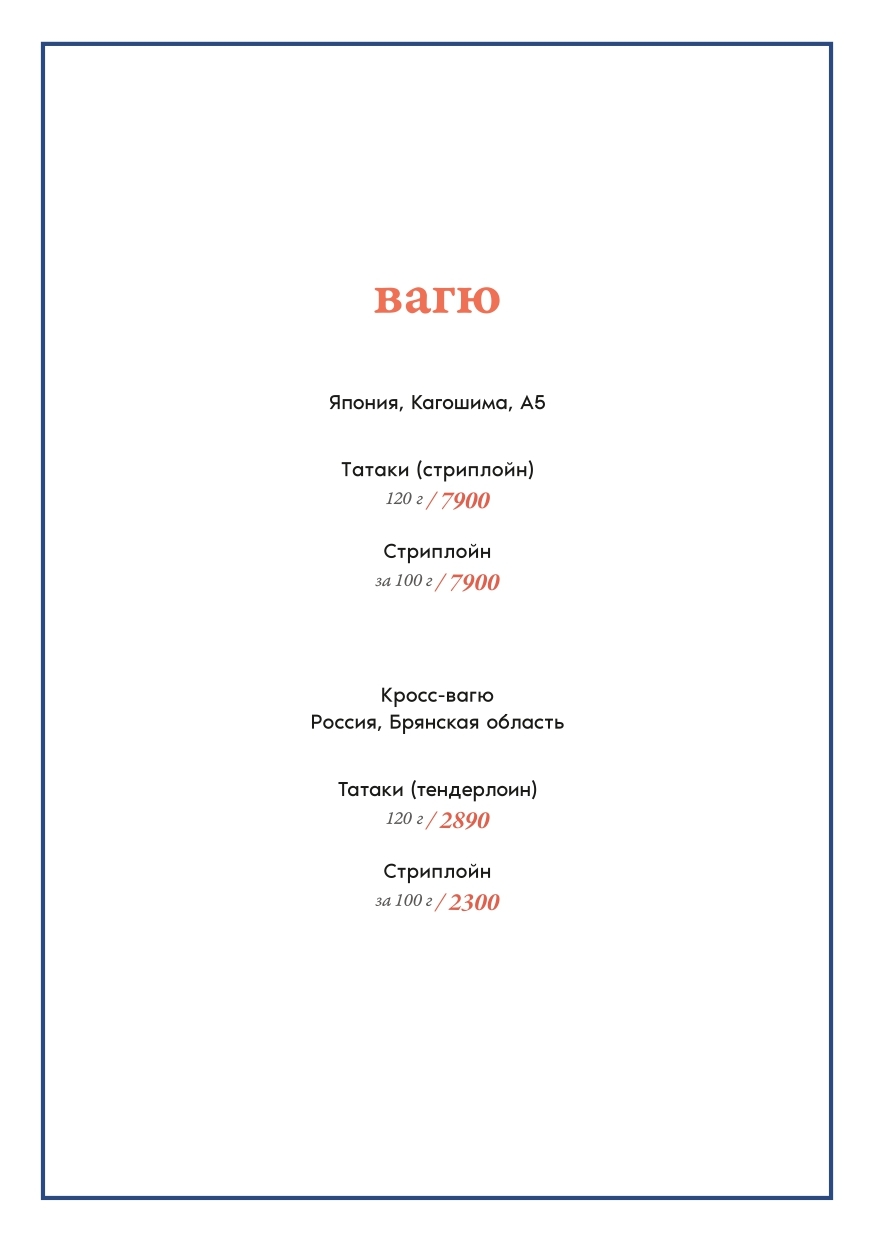 вагю
Япония, Кагошима, А5
Татаки (стриплойн)
120 г / 7900
Стриплойн
за 100 г / 7900
Кросс-вагю
Россия, Брянская область
Татаки (тендерлоин)
120 г / 2890
Стриплойн
за 100 г / 2300